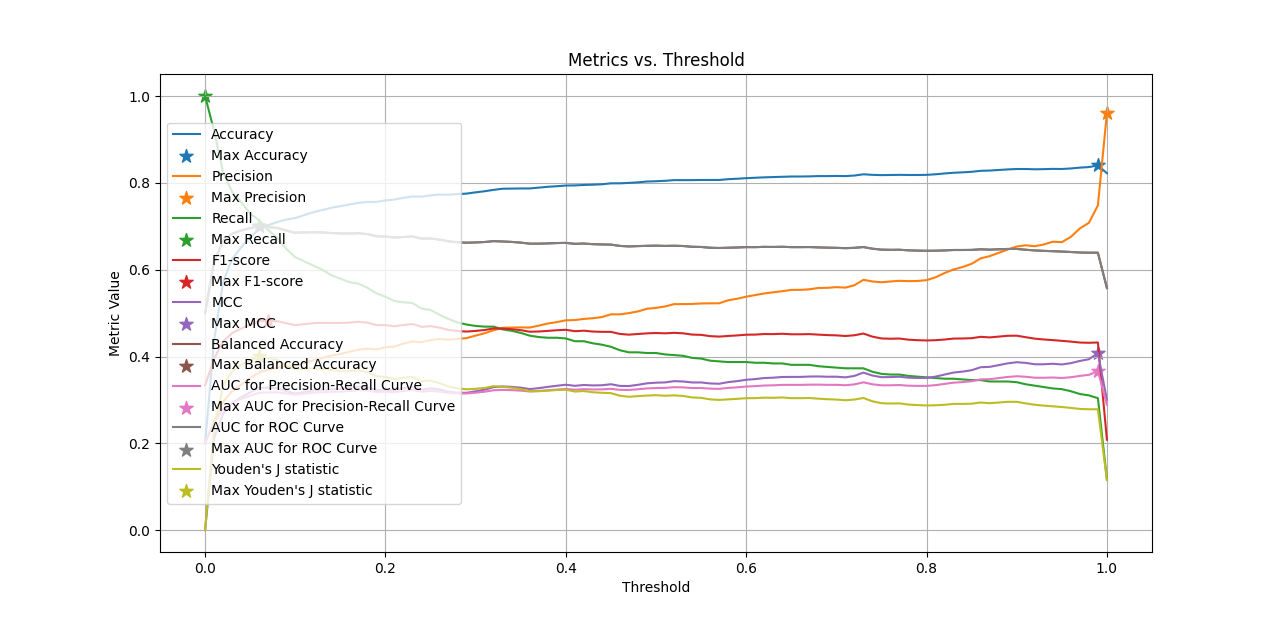 Metrics vs. Threshold
1.0
0.8
0.6
0.4
0.2
0.0
Metric Value
Accuracy
Max Accuracy
Precision
Max Precision
Recall
Max Recall
F1-score
Max F1-score
MCC
Max MCC
Balanced Accuracy
Max Balanced Accuracy
AUC for Precision-Recall Curve
Max AUC for Precision-Recall Curve
AUC for ROC Curve
Max AUC for ROC Curve
Youden's J statistic
Max Youden's J statistic
0.0 0.2 0.4 0.6 0.8 1.0
Threshold